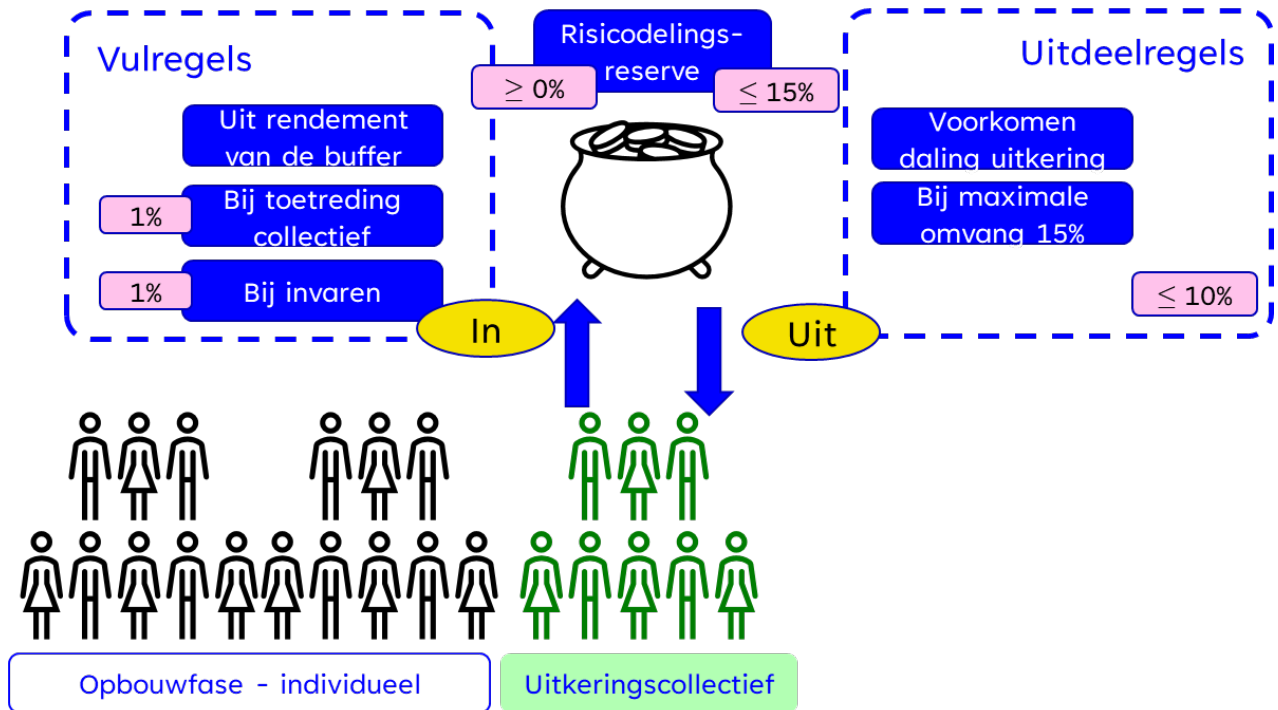 Vulregels
Uit rendement
van de buffer
1%
Bij toetreding
collectief
1%
Bij invaren
In
Risicodelings-
reserve
≥ 0%
≤ 15%
Uitdeelregels
Voorkomen
daling uitkering
Bij maximale
omvang 15%
≤ 10%
Uit
Opbouwfase - individueel
Uitkeringscollectief